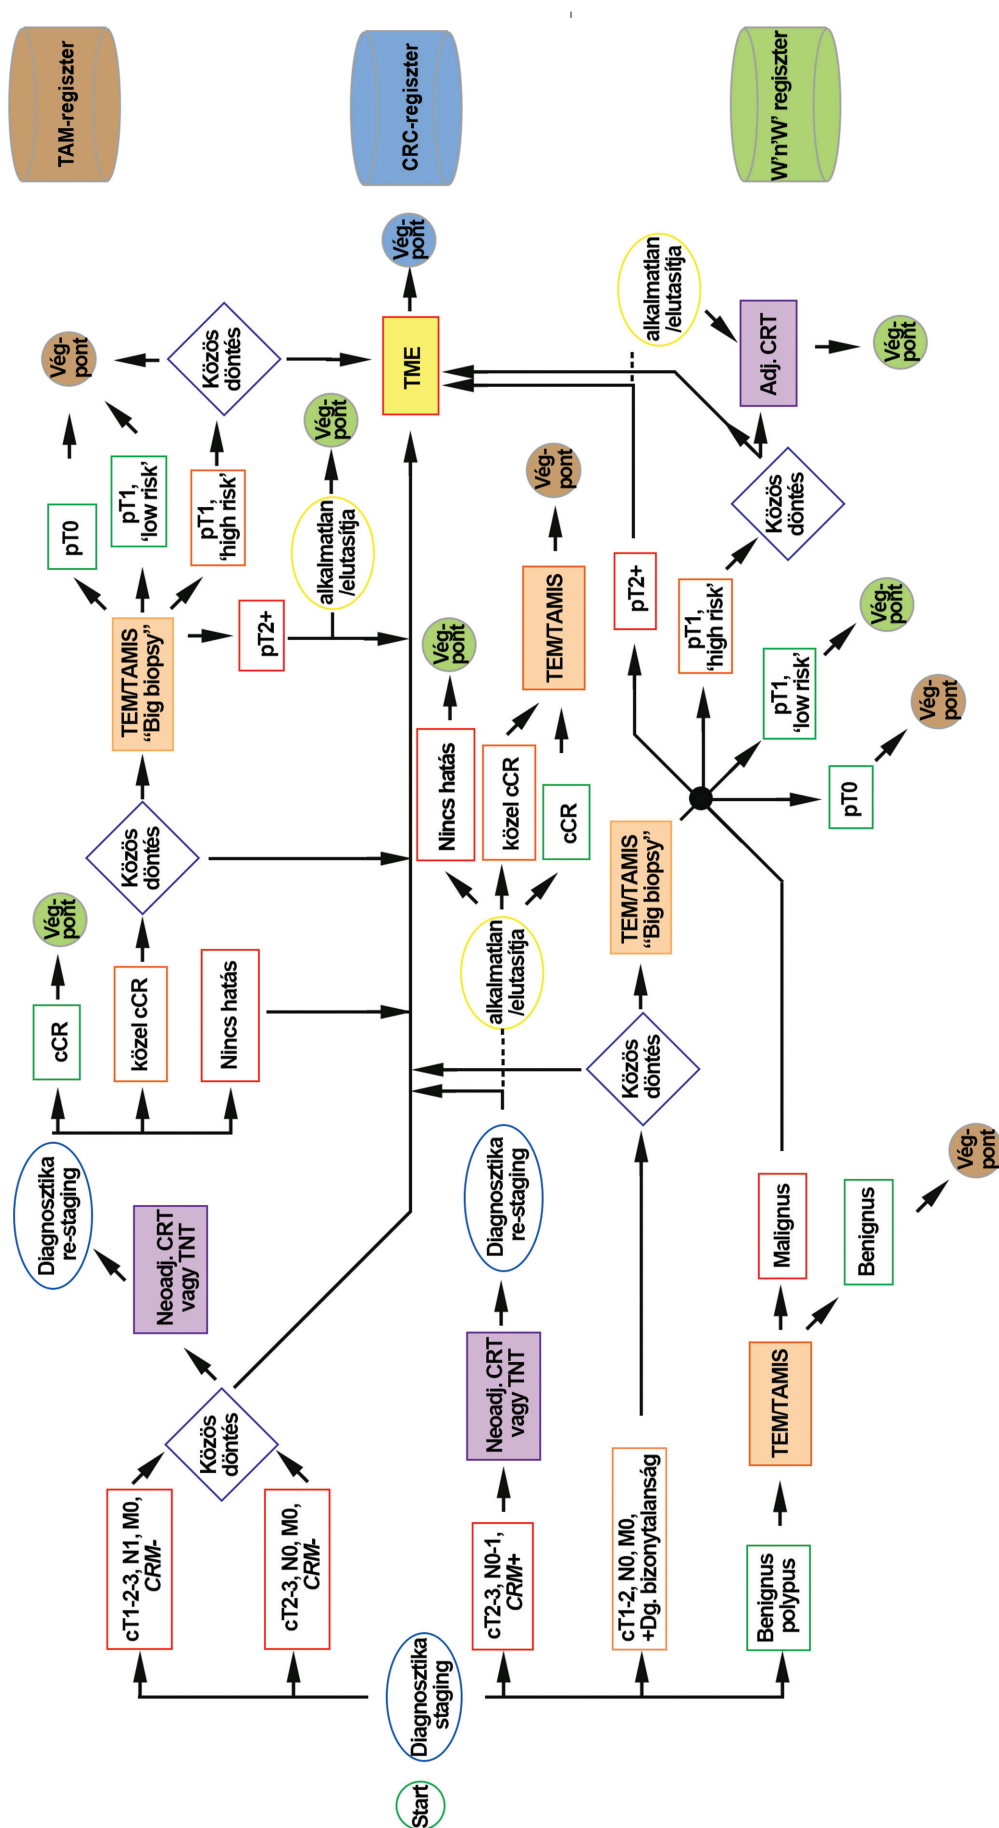 Start
Diagnosztika
staging
cT1-2-3, N1, M0,
CRM-
cT2-3, N0, M0,
CRM-
cT2-3, N0-1,
CRM+
cT1-2, N0, M0,
+Dg. bizonytalanság
Benignus
polypus
Közös
döntés
Neoadj. CRT
vagy TNT
Diagnosztika
re-staging
cCR
közel cCR
Nincs hatás
Vég-
pont
Közös
döntés
TEM/TAMIS
“Big biopsy”
pT0
pT1,
‘low risk’
pT1,
‘high risk’
pT2+
Vég-
pont
Közös
döntés
alkalmatlan
/elutasítja
Vég-
pont
TME
Vég-
pont
Neoadj. CRT
vagy TNT
Diagnosztika
re-staging
alkalmatlan
/elutasítja
Nincs hatás
közel cCR
cCR
Vég-
pont
TEM/TAMIS
Vég-
pont
Közös
döntés
TEM/TAMIS
“Big biopsy”
pT2+
pT1,
‘high risk’
pT1,
‘low risk’
pT0
Közös
döntés
alkalmatlan
/elutasítja
Adj. CRT
Vég-
pont
Vég-
pont
Vég-
pont
TEM/TAMIS
Malignus
Benignus
Vég-
pont
TAM-regiszter
CRC-regiszter
W’n’W’ regiszter